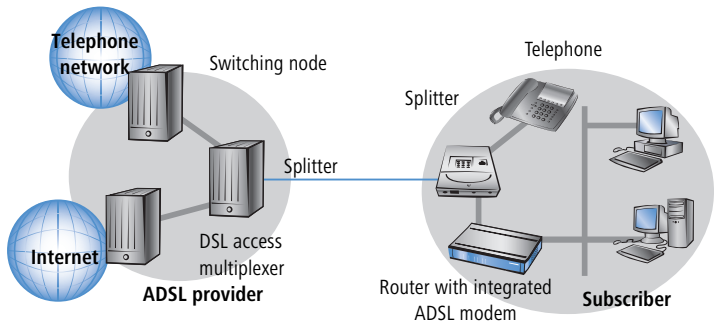 Telephone
network
Switching node
Telephone
Splitter
Splitter
Internet
DSL access
multiplexer
ADSL provider
Router with integrated
ADSL modem
Subscriber